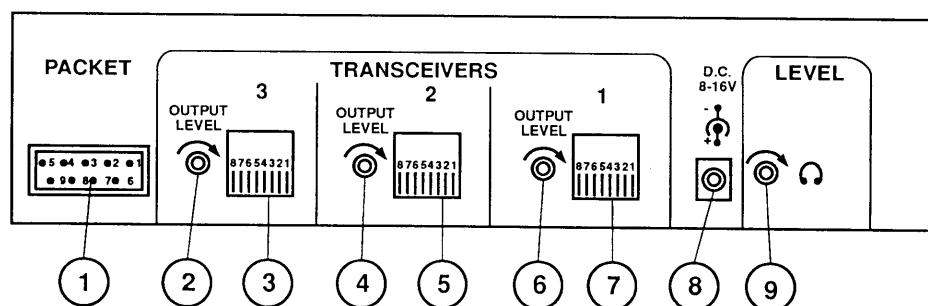 PACKET
TRANSCEIVERS
D.C.
8-16V
LEVEL
3
2
1
OUTPUT
LEVEL
OUTPUT
LEVEL
OUTPUT
LEVEL
-
+
5 4 3 2 1
9 8 7 6
87654321
87654321
87654321
1
2
3
4
5
6
7
8
9